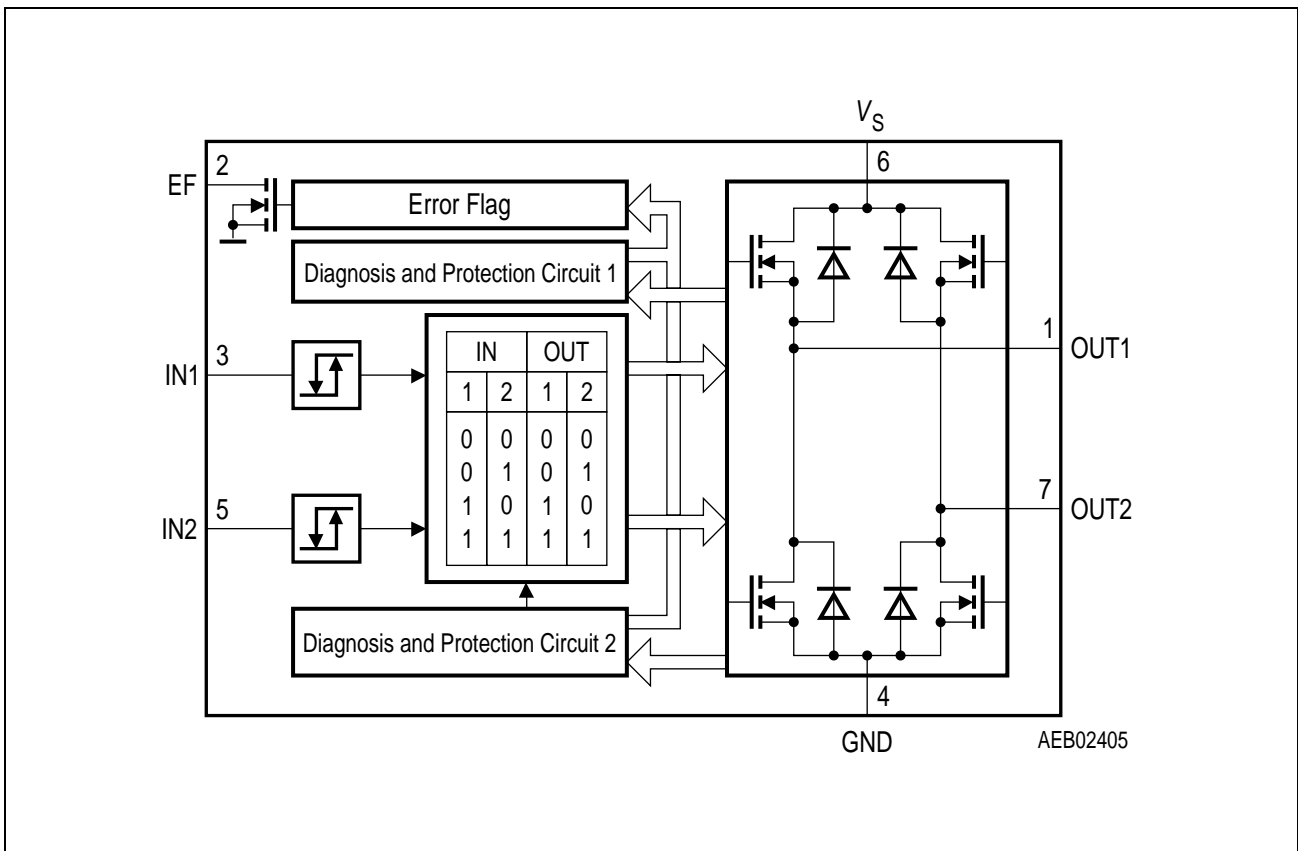 V_S
6
2
EF
Error Flag
Diagnosis and Protection Circuit 1
3
IN1
IN OUT
1 2 1 2
0 0 0 0
0 1 0 1
1 0 1 0
1 1 1 1
1
OUT1
5
IN2
7
OUT2
Diagnosis and Protection Circuit 2
4
GND
AEB02405